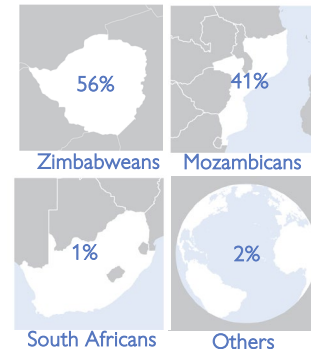 56%
41%
Zimbabweans
Mozambicans
1%
2%
South Africans
Others